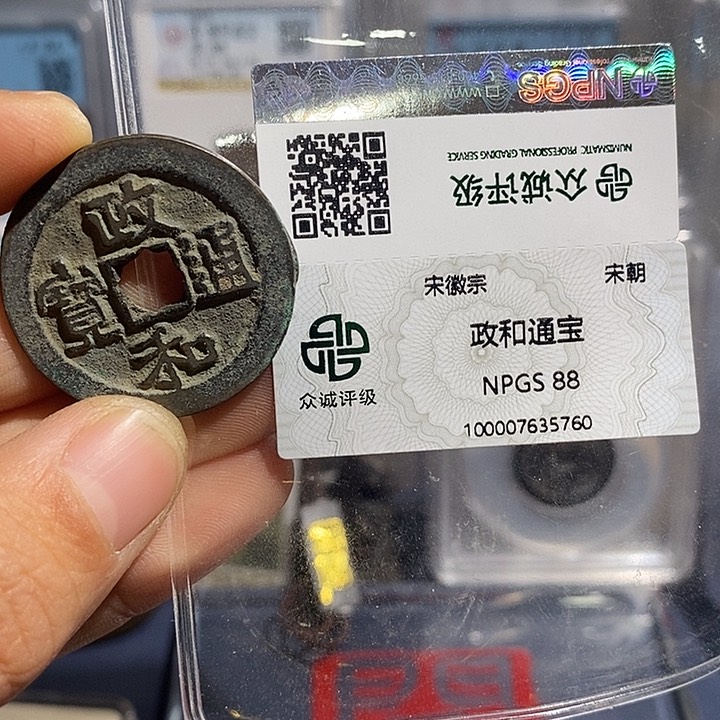 政和通寳
NPGS
众诚评级
NUMISMATIC PROFESSIONAL GRADING SERVICE
宋徽宗 宋朝
政和通宝
NPGS 88
众诚评级
100007635760